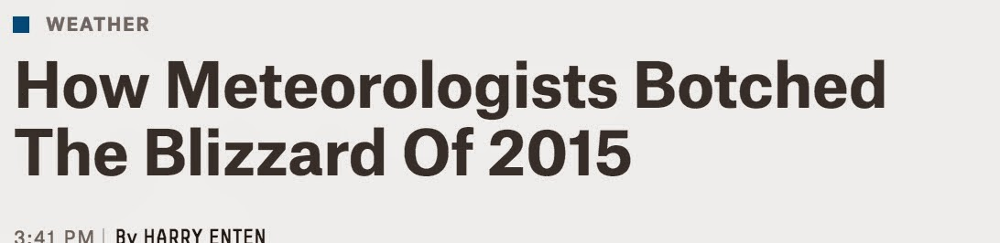 WEATHER
How Meteorologists Botched
The Blizzard Of 2015
3:41 PM | By HARRY ENTEN